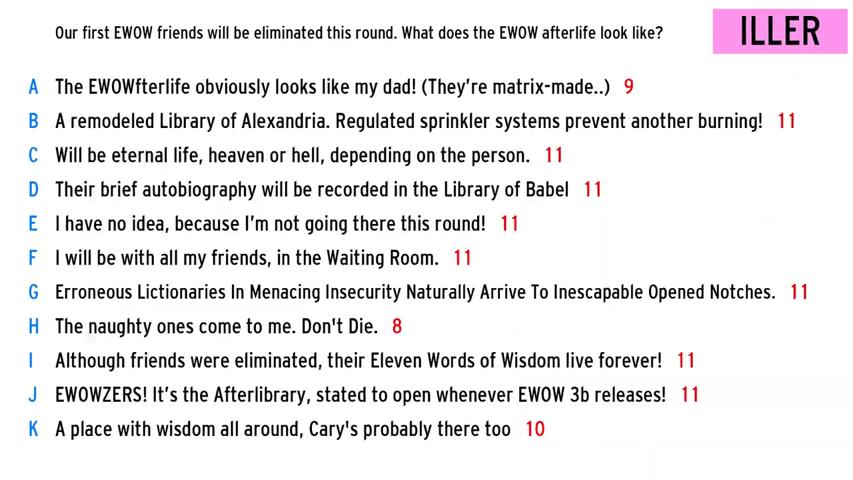 Our first EWOW friends will be eliminated this round. What does the EWOW afterlife look like?
ILLER
A The EWOWfterlife obviously looks like my dad! (They're matrix-made..) 9
B A remodeled Library of Alexandria. Regulated sprinkler systems prevent another burning! 11
C Will be eternal life, heaven or hell, depending on the person. 11
D Their brief autobiography will be recorded in the Library of Babel 11
E I have no idea, because I'm not going there this round! 11
F I will be with all my friends, in the Waiting Room. 11
G Erroneous Lictionaries In Menacing Insecurity Naturally Arrive To Inescapable Opened Notches. 11
H The naughty ones come to me. Don't Die. 8
I Although friends were eliminated, their Eleven Words of Wisdom live forever! 11
J EWOWZERS! It's the Afterlibrary, stated to open whenever EWOW 3b releases! 11
K A place with wisdom all around, Cary's probably there too 10